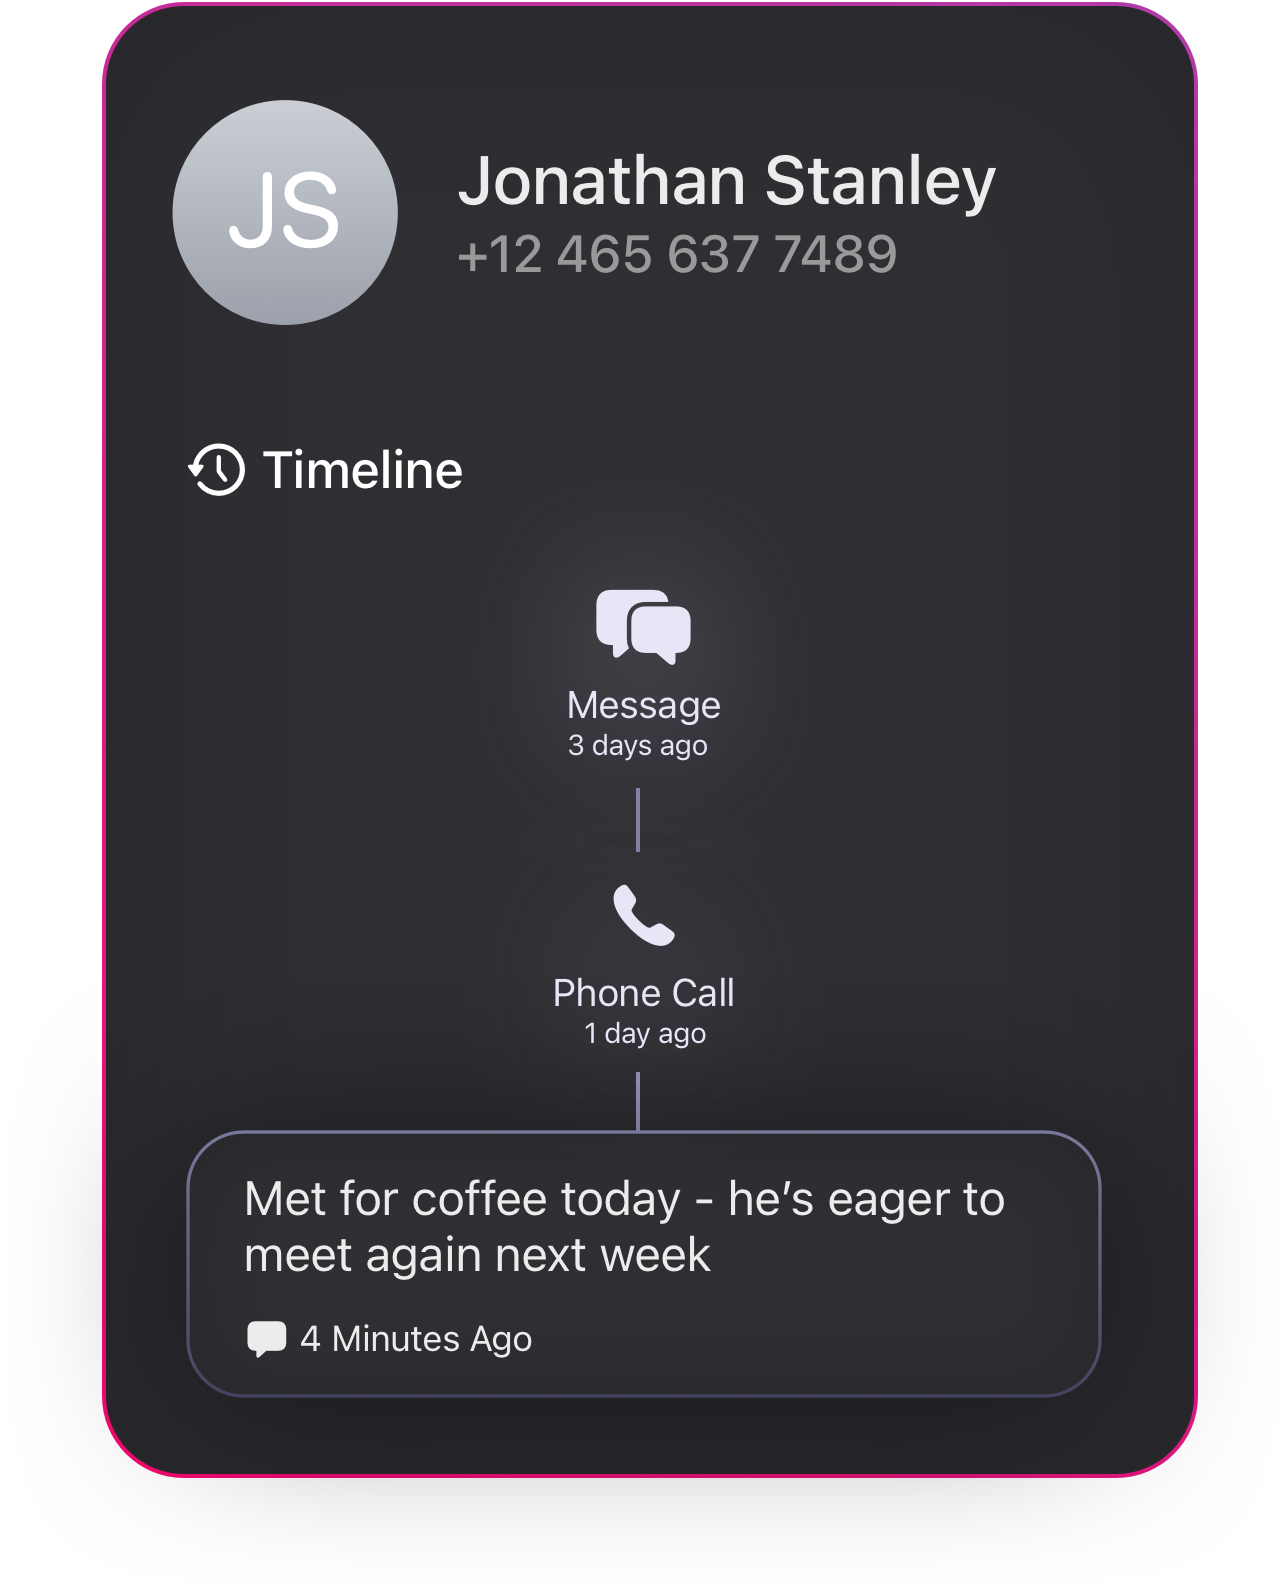 JS
Jonathan Stanley
+12 465 637 7489
Timeline
Message
3 days ago
Phone Call
1 day ago
Met for coffee today - he’s eager to
meet again next week
4 Minutes Ago